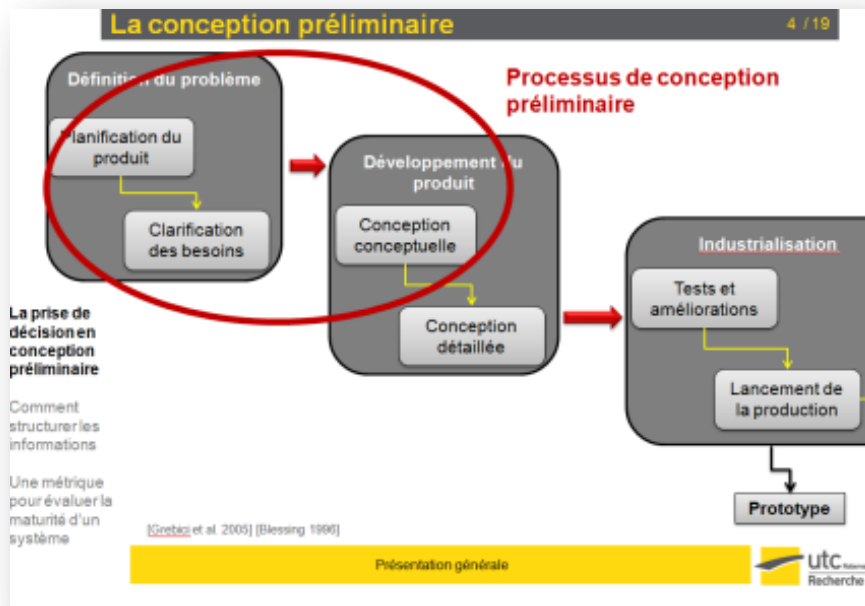 La conception préliminaire
4 / 19
Définition du problème
Planification du
produit
Clarification
des besoins
Processus de conception
préliminaire
Développement du
produit
Conception
conceptuelle
Conception
détaillée
Industrialisation
Tests et
améliorations
Lancement de
la production
Prototype
La prise de
décision en
conception
préliminaire
Comment
structurer les
informations
Une métrique
pour évaluer la
maturité d'un
système
[Grebici et al. 2005] [Blessing 1996]
Présentation générale
utc
Recherche